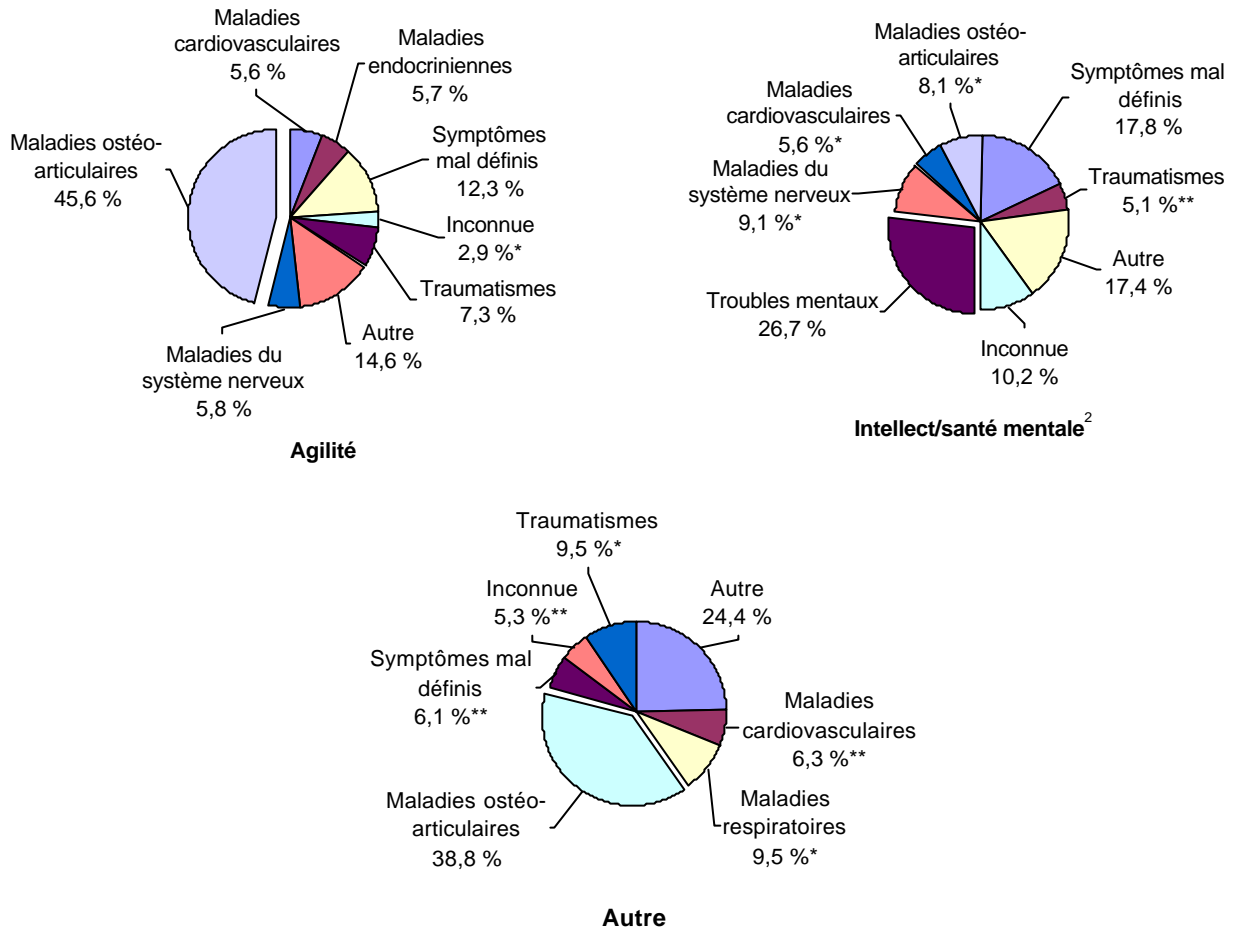 Maladies
cardiovasculaires
5,6 %
Maladies
endocriniennes
5,7 %
Symptômes
mal définis
12,3 %
Inconnue
2,9 %*
Traumatismes
7,3 %
Autre
14,6 %
Maladies du
système nerveux
5,8 %
Maladies ostéo-
articulaires
45,6 %
Agilité
Maladies ostéo-
articulaires
8,1 %*
Symptômes mal
définis
17,8 %
Traumatismes
5,1 %**
Autre
17,4 %
Inconnue
10,2 %
Troubles mentaux
26,7 %
Maladies du
système nerveux
9,1 %*
Maladies
cardiovasculaires
5,6 %*
Intellect/santé mentale2
Traumatismes
9,5 %*
Autre
24,4 %
Maladies
cardiovasculaires
6,3 %**
Maladies
respiratoires
9,5 %*
Maladies ostéo-
articulaires
38,8 %
Symptômes mal
définis
6,1 %**
Inconnue
5,3 %**
Autre